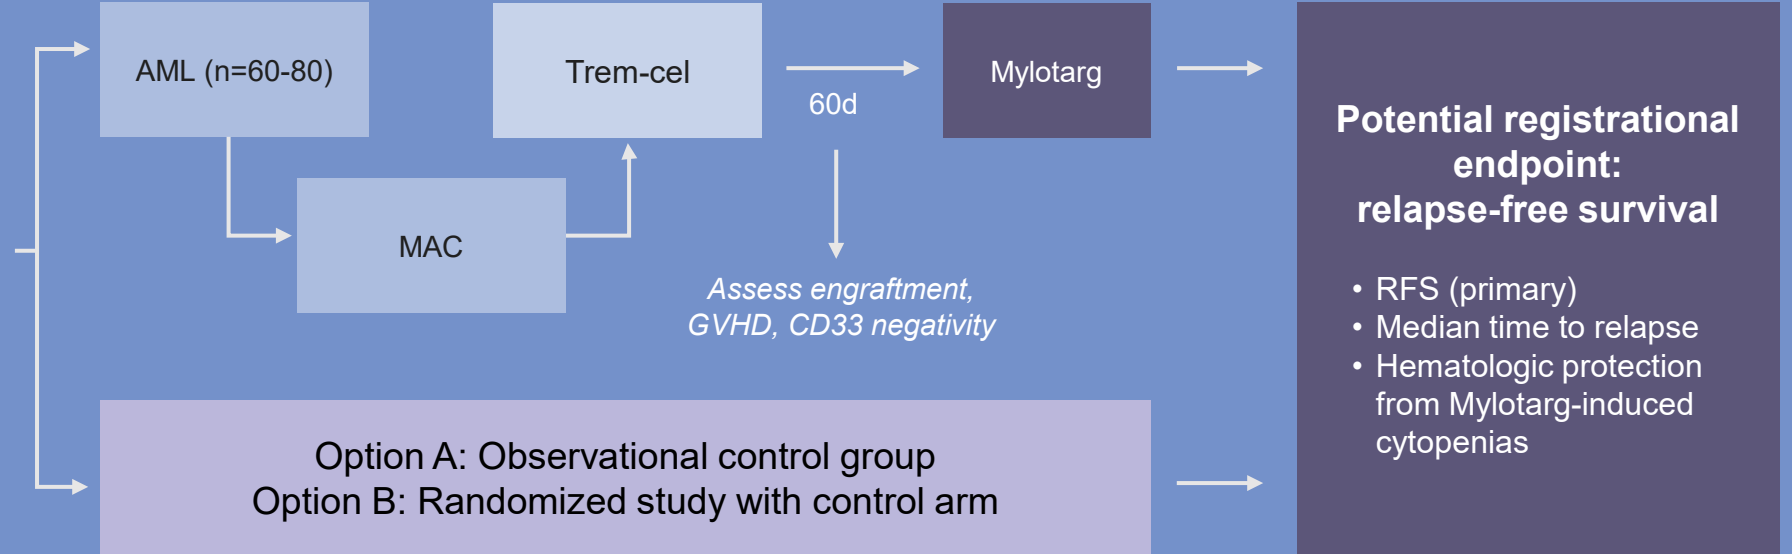 AML (n=60-80)
MAC
Trem-cel
60d
Assess engraftment,
GVHD, CD33 negativity
Mylotarg
Option A: Observational control group
Option B: Randomized study with control arm
Potential registrational
endpoint:
relapse-free survival
• RFS (primary)
• Median time to relapse
• Hematologic protection
from Mylotarg-induced
cytopenias